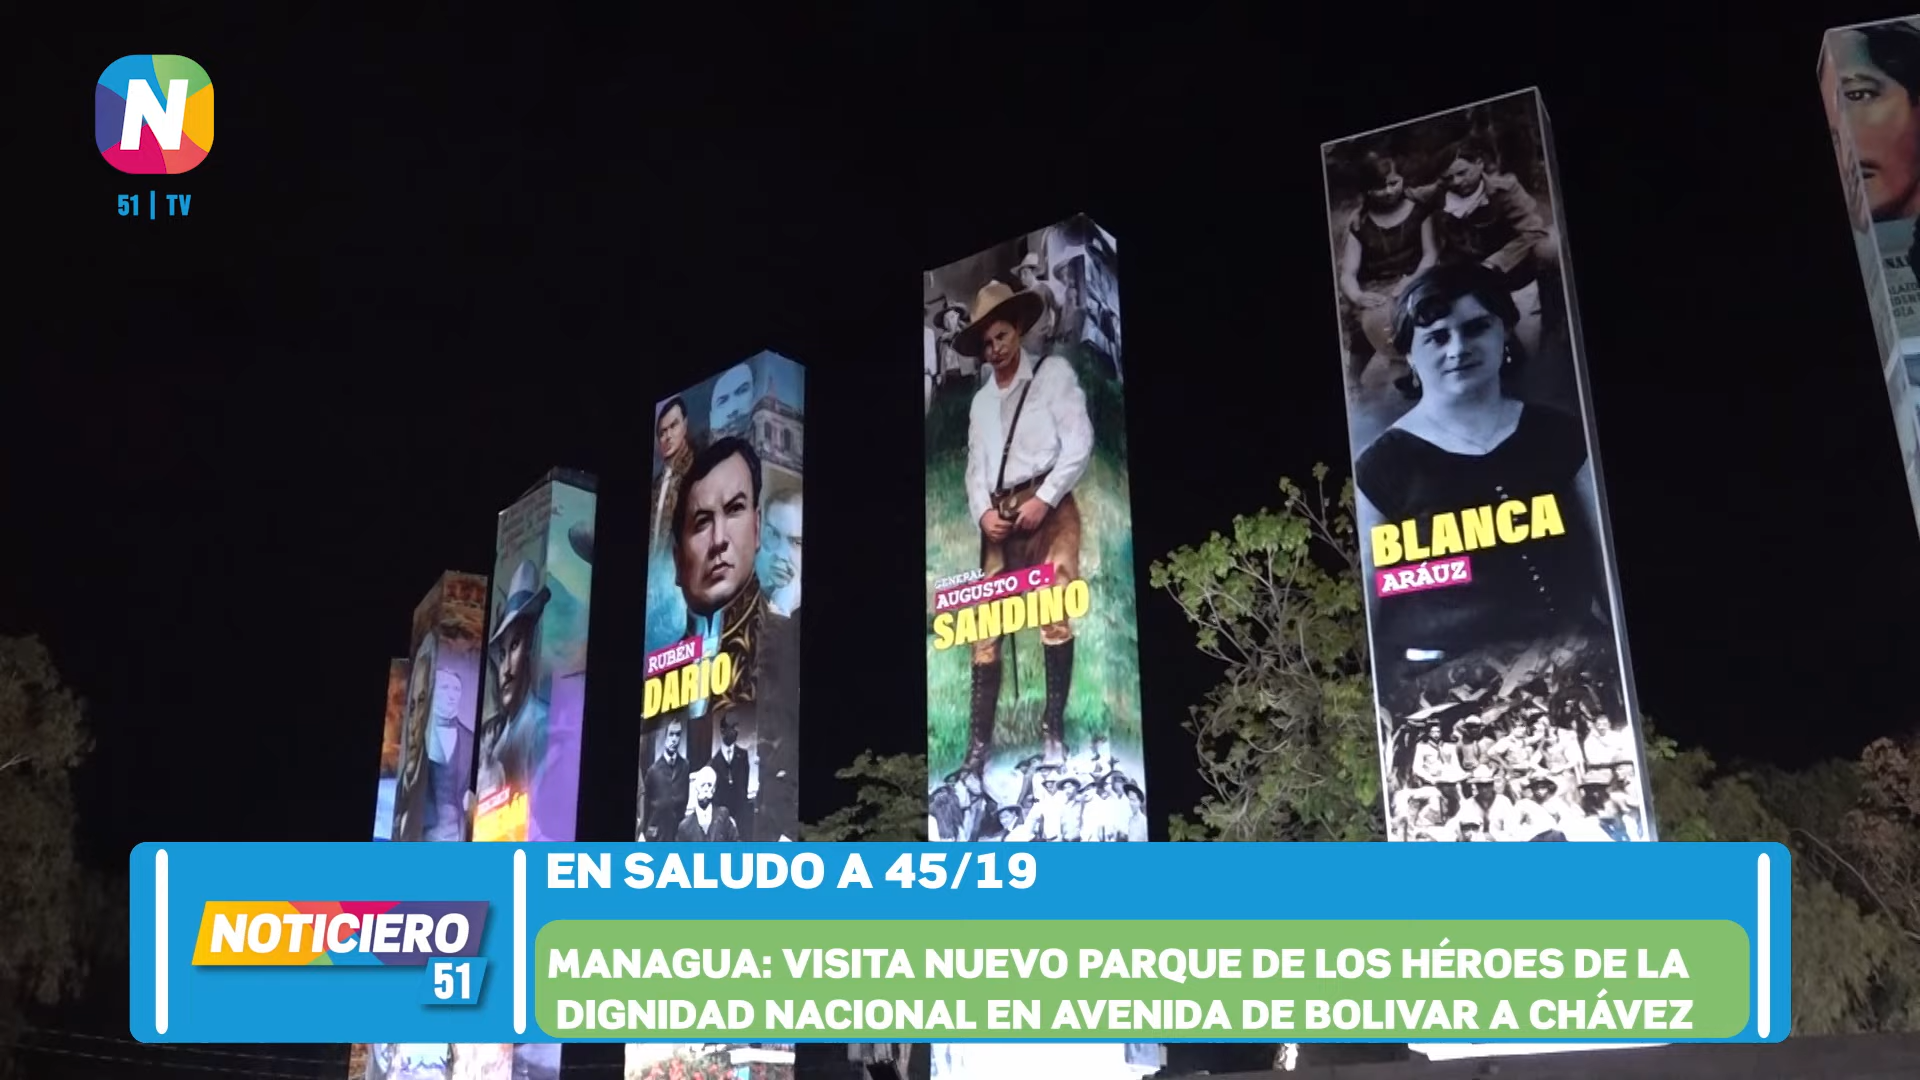 N
51 | TV
BLANCA
ARÁUZ
GENERAL
AUGUSTO C.
SANDINO
RUBÉN
DARÍO
EN SALUDO A 45/19
NOTICIERO
51
MANAGUA: VISITA NUEVO PARQUE DE LOS HÉROES DE LA
DIGNIDAD NACIONAL EN AVENIDA DE BOLIVAR A CHÁVEZ